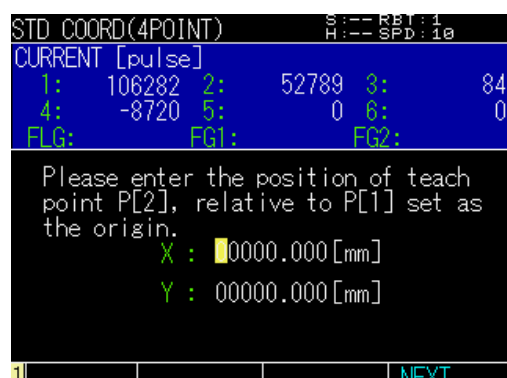 STD COORD(4POINT) S:-- RBT:1
H:-- SPD:10
CURRENT [pulse]
1: 106282 2: 52789 3: 84
4: -8720 5: 0 6: 0
FLG: FG1: FG2:
Please enter the position of teach
point P[2], relative to P[1] set as
the origin.
X : 00000.000[mm]
Y : 00000.000[mm]
1 NEXT